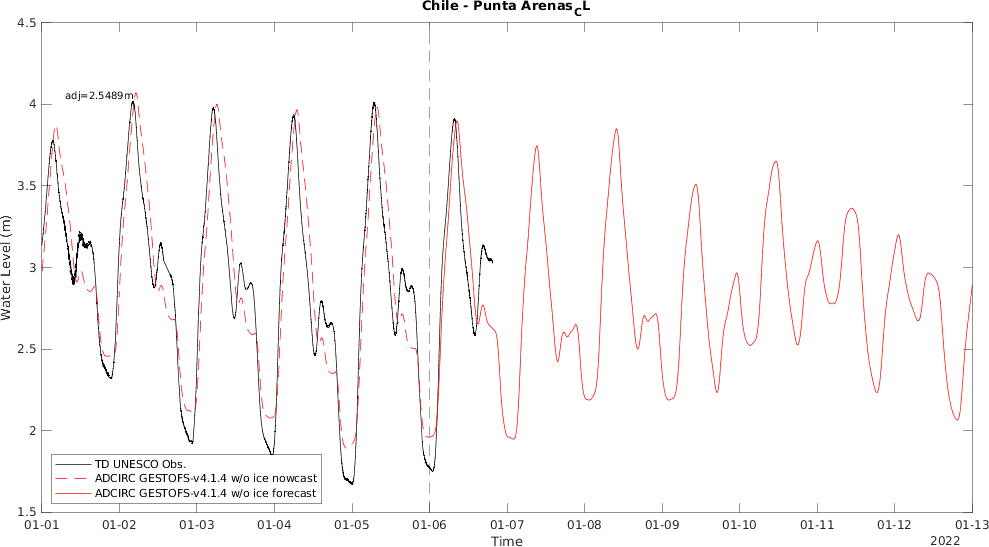 Chile - Punta Arenas_CL
4.5
4
3.5
3
2.5
2
1.5
Water Level (m)
adj=2.5489m
TD UNESCO Obs.
ADCIRC GESTOFS-v4.1.4 w/o ice nowcast
ADCIRC GESTOFS-v4.1.4 w/o ice forecast
01-01 01-02 01-03 01-04 01-05 01-06 01-07 01-08 01-09 01-10 01-11 01-12 01-13
Time
2022